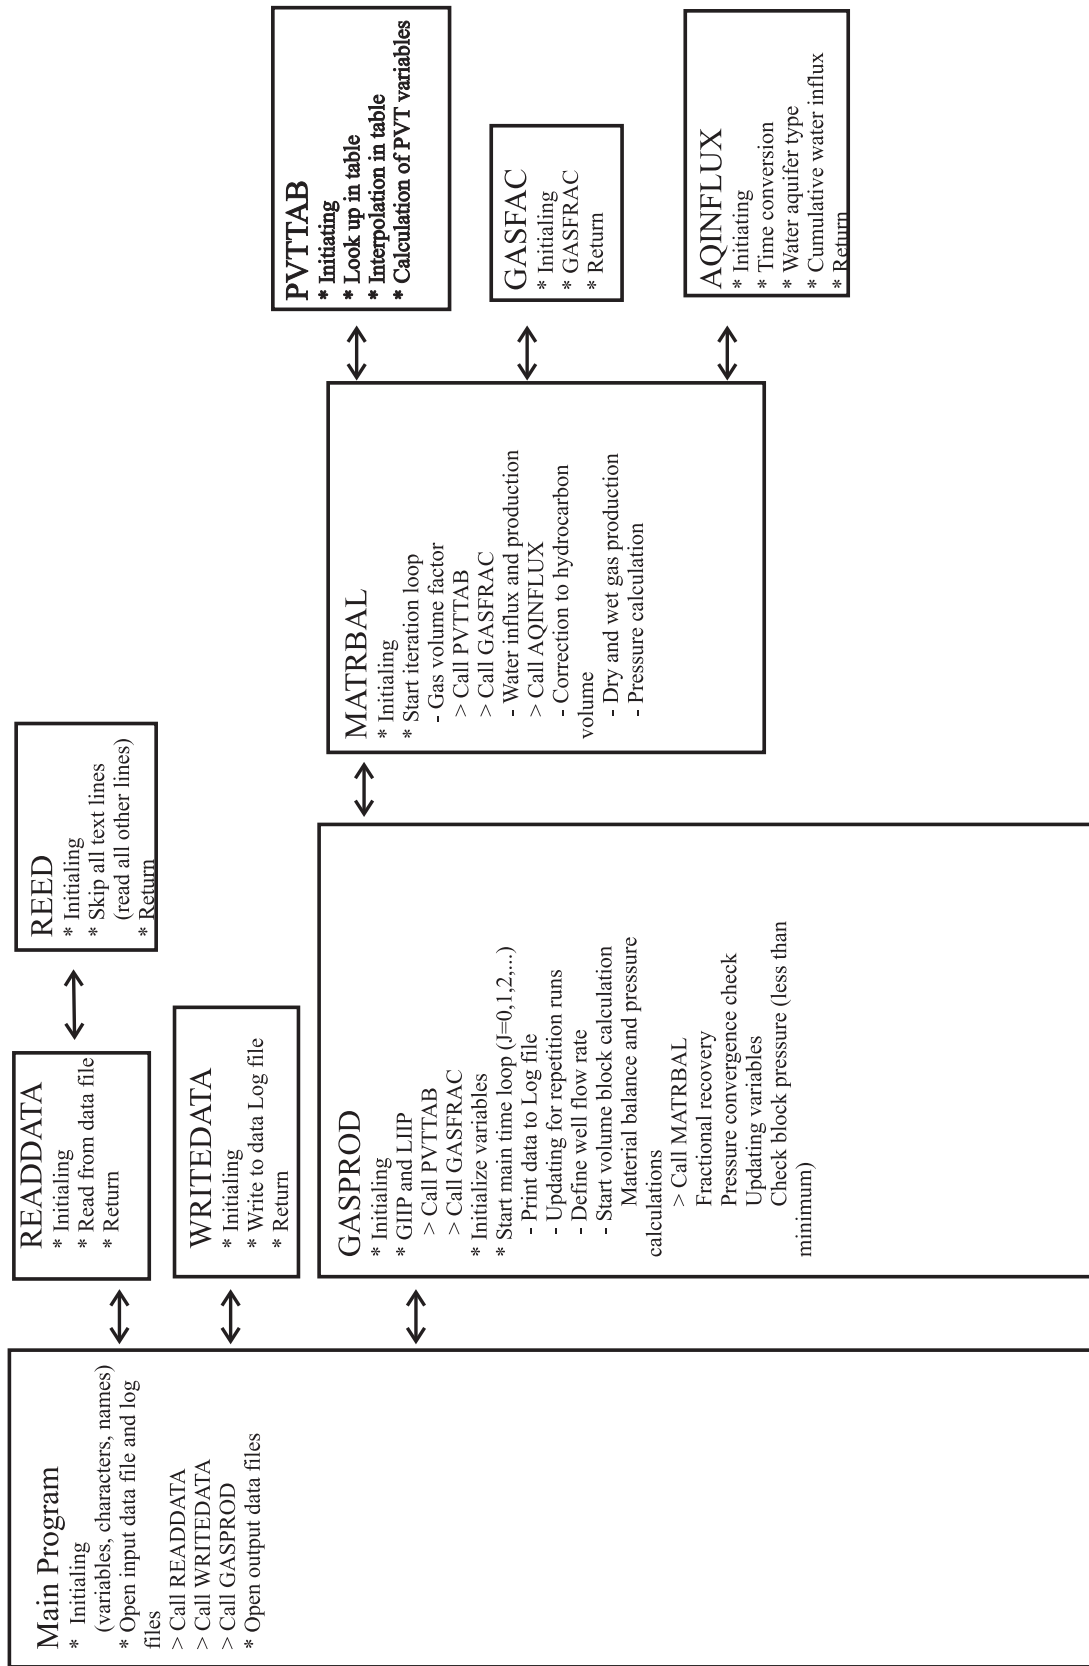 Main Program
* Initialing
(variables, characters, names)
* Open input data file and log
files
> Call READDATA
> Call WRITEDATA
> Call GASPROD
* Open output data files
READDATA
* Initialing
* Read from data file
* Return
REED
* Initialing
* Skip all text lines
(read all other lines)
* Return
WRITEDATA
* Initialing
* Write to data Log file
* Return
GASPROD
* Initialing
* GIIP and LIIP
> Call PVTTAB
> Call GASFRAC
* Initialize variables
* Start main time loop (J=0,1,2,...)
- Print data to Log file
- Updating for repetition runs
- Define well flow rate
- Start volume block calculation
Material balance and pressure
calculations
> Call MATRBAL
Fractional recovery
Pressure convergence check
Updating variables
Check block pressure (less than
minimum)
MATRBAL
* Initialing
* Start iteration loop
- Gas volume factor
> Call PVTTAB
> Call GASFRAC
- Water influx and production
> Call AQINFLUX
- Correction to hydrocarbon
volume
- Dry and wet gas production
- Pressure calculation
PVTTAB
* Initiating
* Look up in table
* Interpolation in table
* Calculation of PVT variables
GASFAC
* Initialing
* GASFRAC
* Return
AQINFLUX
* Initiating
* Time conversion
* Water aquifer type
* Cumulative water influx
* Return